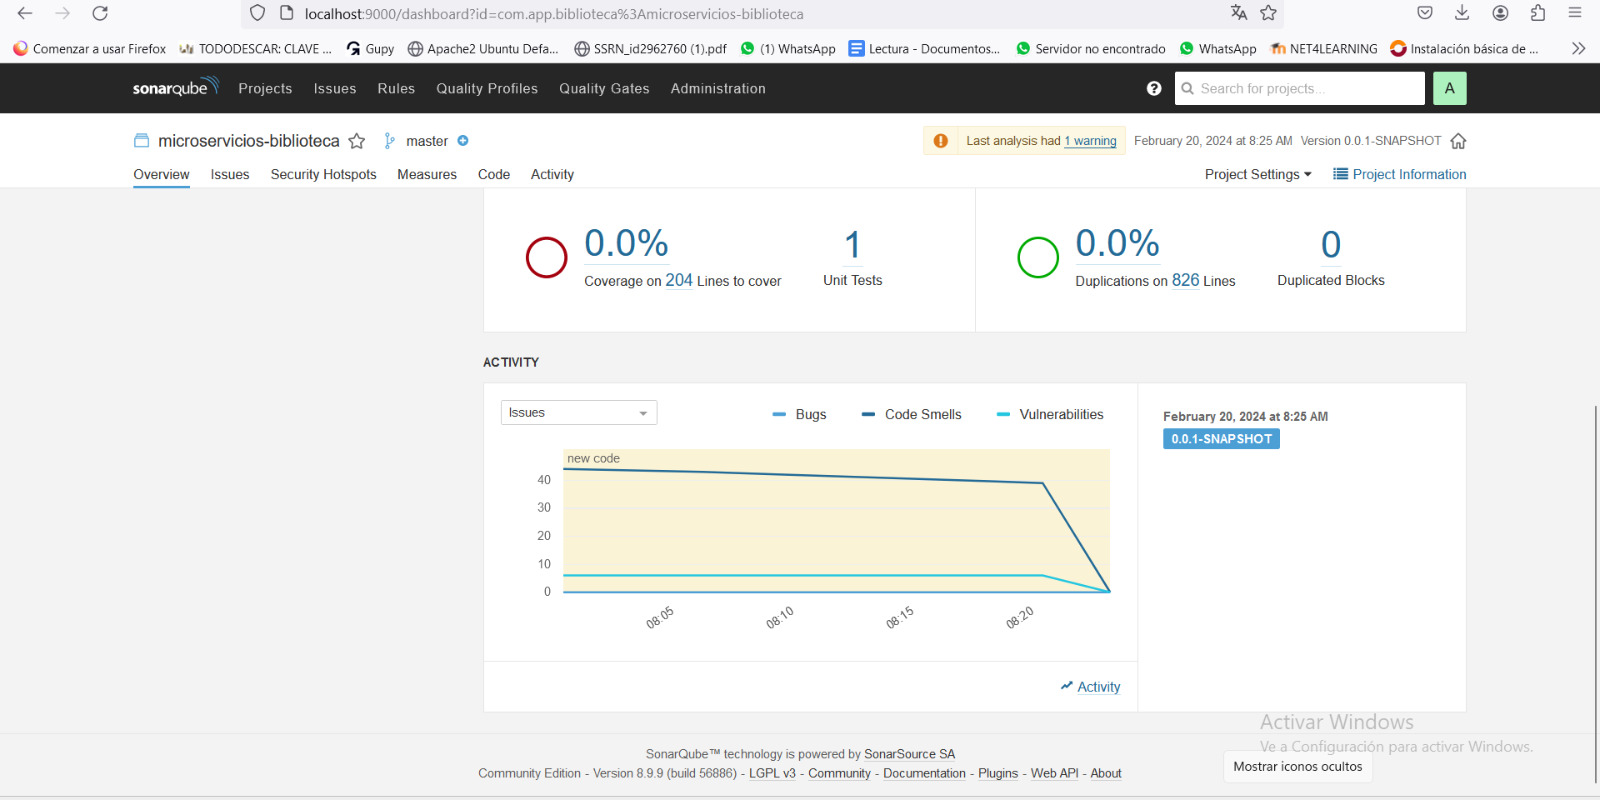 localhost:9000/dashboard?id=com.app.biblioteca%3Amicroservicios-biblioteca
Comenzar a usar Firefox TODODESCAR: CLAVE ... Gupy Apache2 Ubuntu Defa... SSRN_id2962760 (1).pdf (1) WhatsApp Lectura - Documentos... Servidor no encontrado WhatsApp NET4LEARNING Instalación básica de ...
sonarqube Projects Issues Rules Quality Profiles Quality Gates Administration Search for projects... A
microservicios-biblioteca master Last analysis had 1 warning February 20, 2024 at 8:25 AM Version 0.0.1-SNAPSHOT
Overview Issues Security Hotspots Measures Code Activity Project Settings Project Information
0.0% 1 0.0% 0
Coverage on 204 Lines to cover Unit Tests Duplications on 826 Lines Duplicated Blocks
ACTIVITY
Issues Bugs Code Smells Vulnerabilities
February 20, 2024 at 8:25 AM
0.0.1-SNAPSHOT
new code
40
30
20
10
0
08:05 08:10 08:15 08:20
Activity
Activar Windows
Ve a Configuración para activar Windows.
SonarQube™ technology is powered by SonarSource SA
Mostrar iconos ocultos
Community Edition - Version 8.9.9 (build 56886) - LGPL v3 - Community - Documentation - Plugins - Web API - About